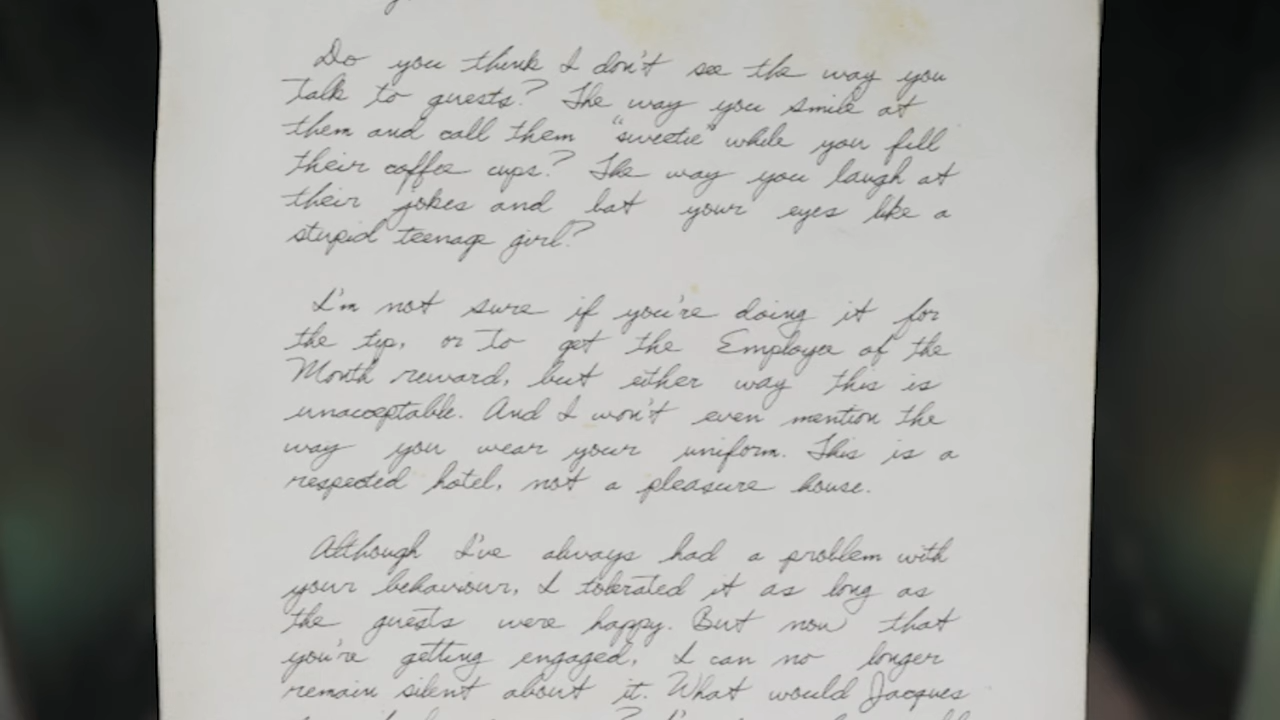 Do you think I don't see the way you
talk to guests? The way you smile at
them and call them "sweetie" while you fill
their coffee cups? The way you laugh at
their jokes and bat your eyes like a
stupid teenage girl?
I'm not sure if you're doing it for
the tip, or to get the Employee of the
Month reward, but either way this is
unacceptable. And I won't even mention the
way you wear your uniform. This is a
respected hotel, not a pleasure house.
Although I've always had a problem with
your behaviour, I tolerated it as long as
the guests were happy. But now that
you're getting engaged, I can no longer
remain silent about it. What would Jacques